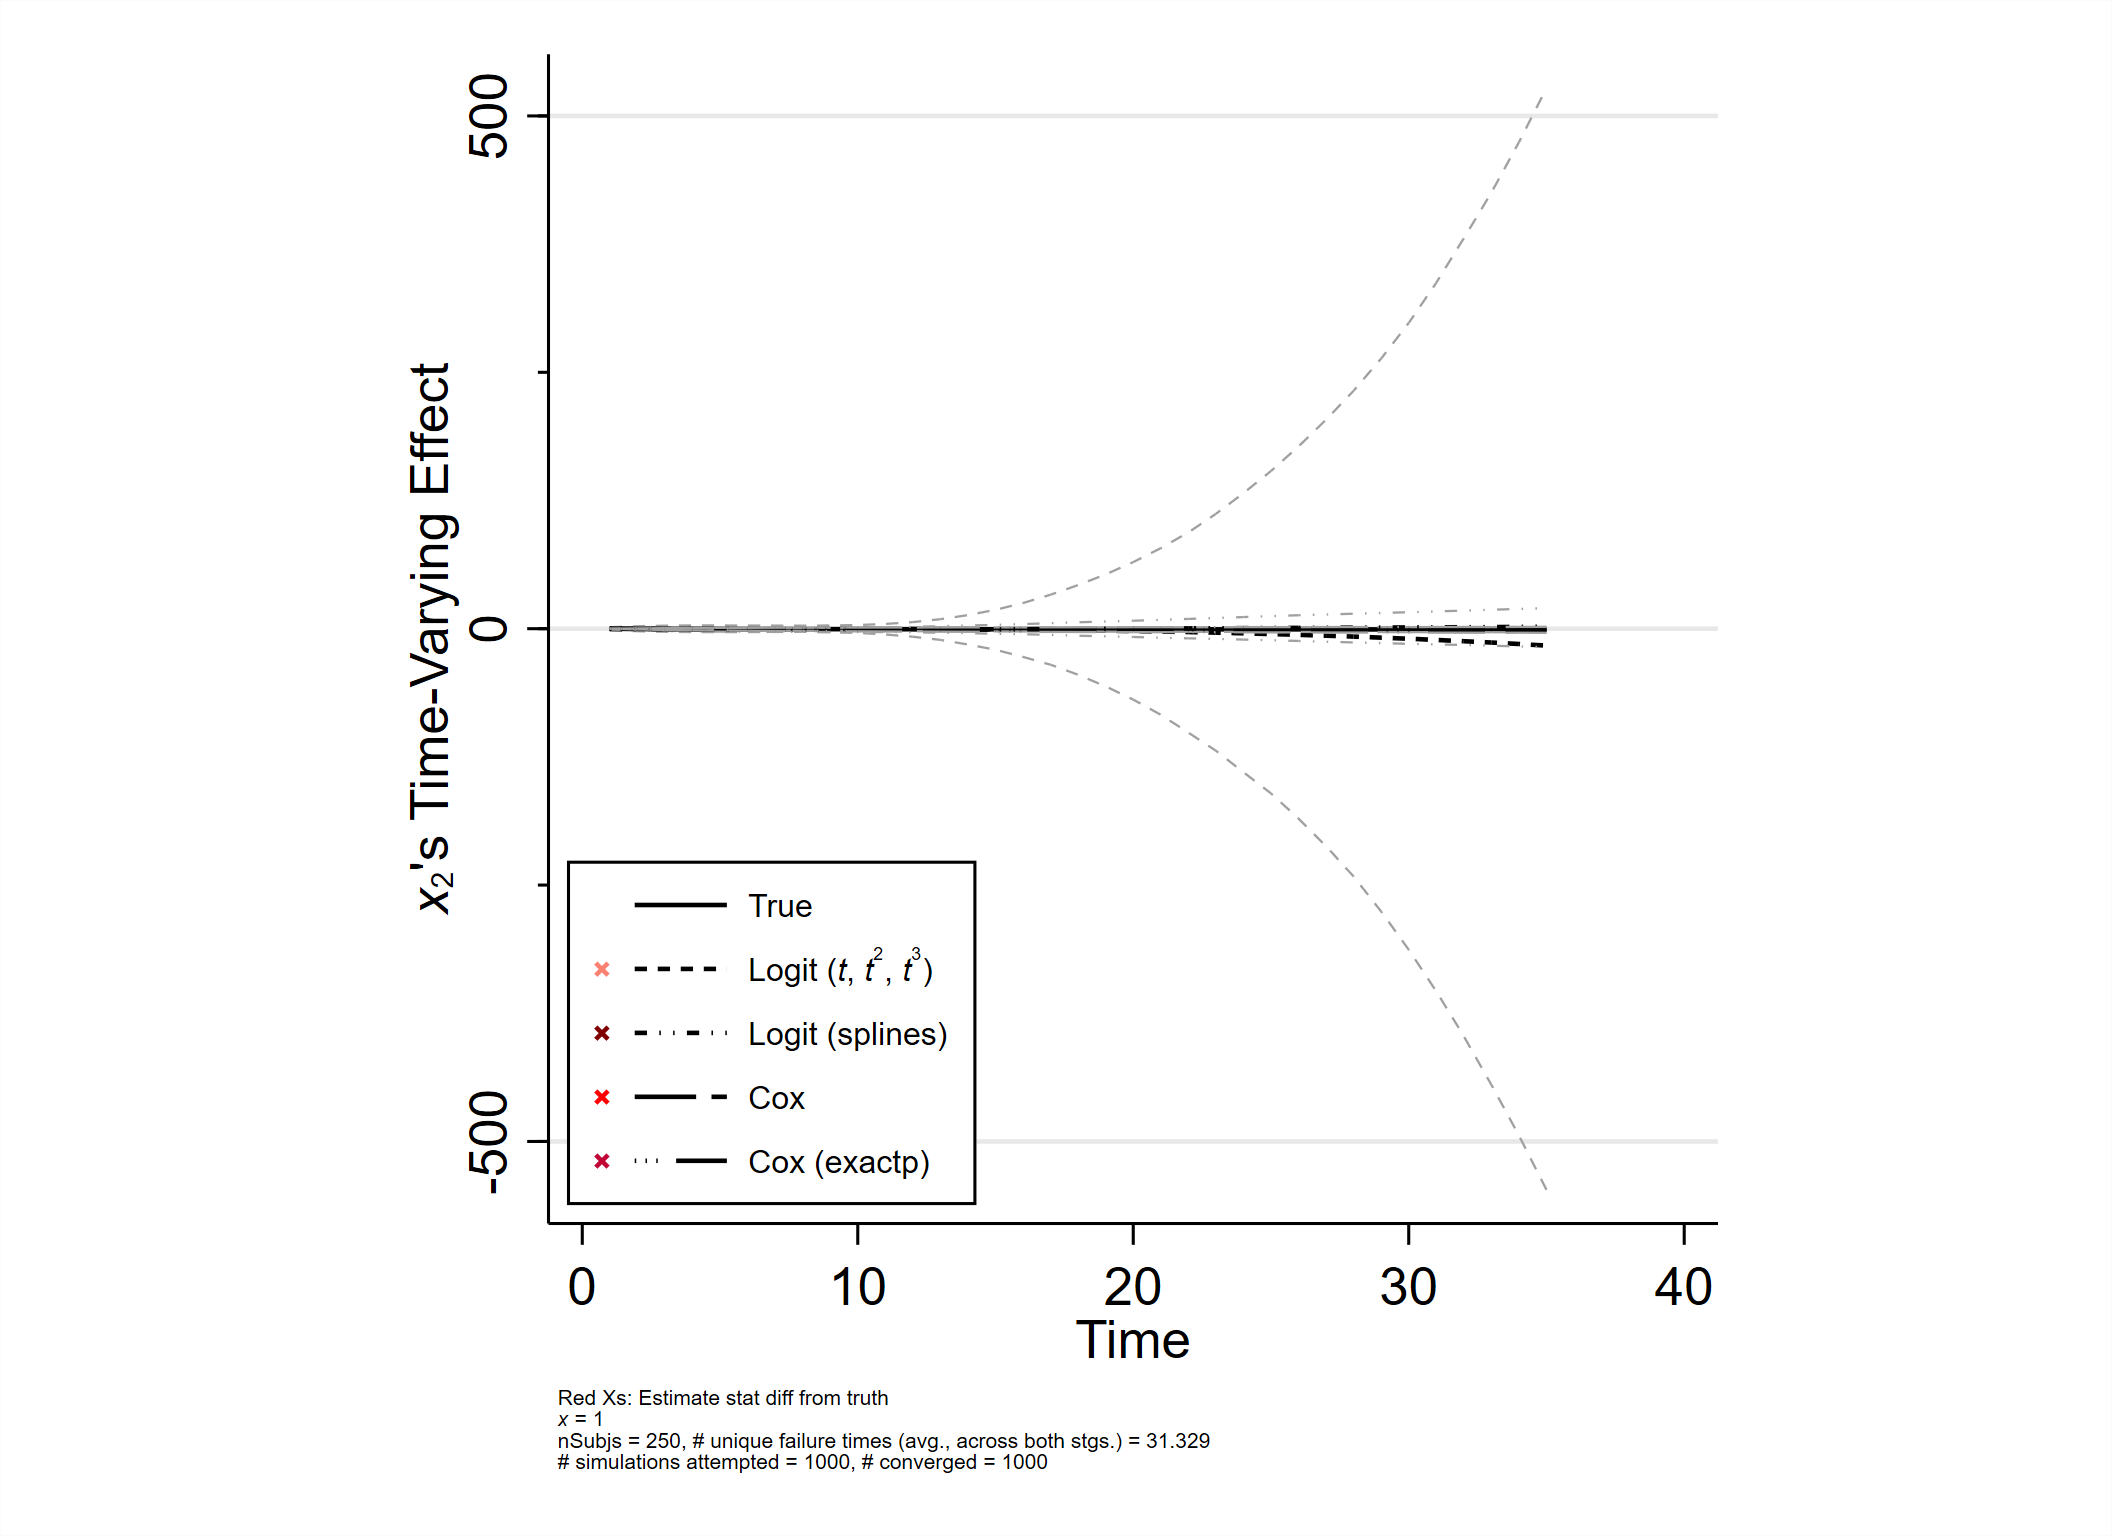 500
0
-500
x₂'s Time-Varying Effect
True
Logit (t, t², t³)
Logit (splines)
Cox
Cox (exactp)
0 10 20 30 40
Time
Red Xs: Estimate stat diff from truth
x = 1
nSubjs = 250, # unique failure times (avg., across both stgs.) = 31.329
# simulations attempted = 1000, # converged = 1000